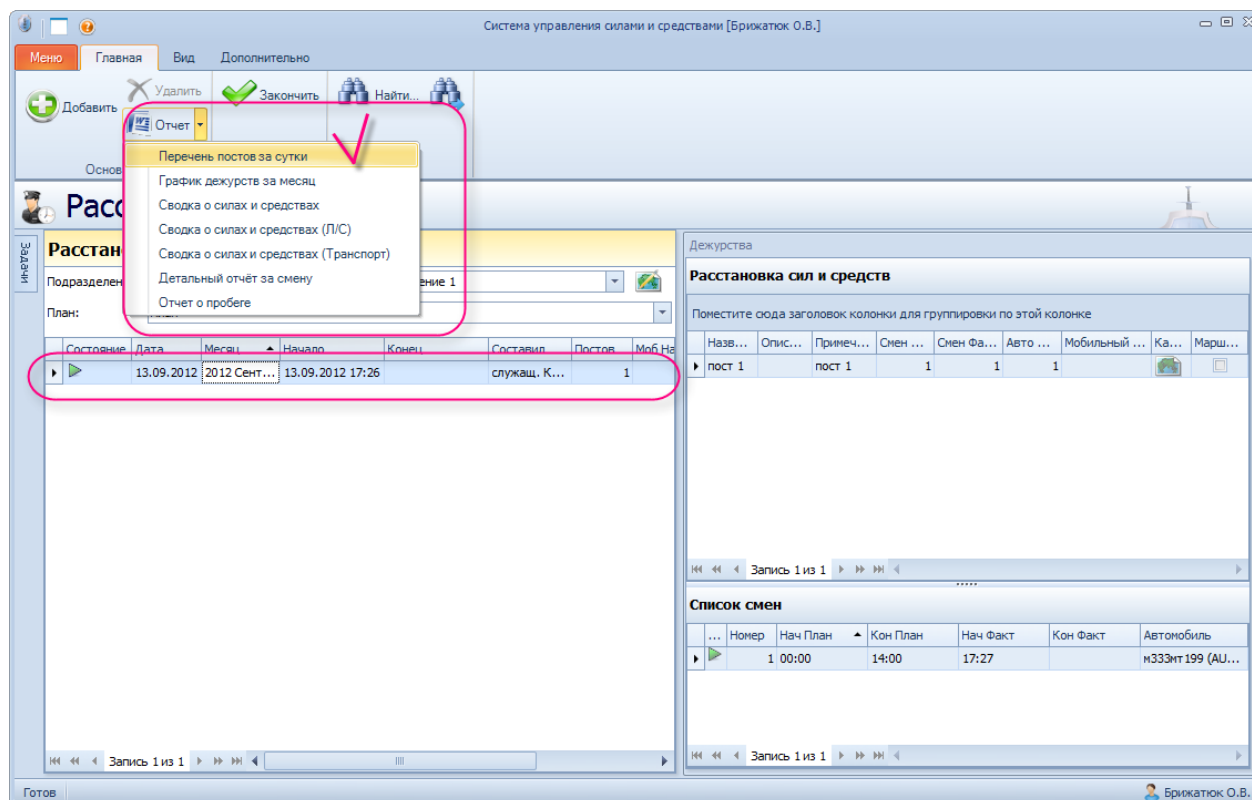 Система управления силами и средствами [Брижатюк О.В.]
Меню Главная Вид Дополнительно
Добавить
Удалить
Отчет
Закончить
Найти...
Основ
Перечень постов за сутки
График дежурств за месяц
Сводка о силах и средствах
Сводка о силах и средствах (Л/С)
Сводка о силах и средствах (Транспорт)
Детальный отчёт за смену
Отчет о пробеге
Расс
Задачи
Расстан
Подразделен
ение 1
План:
Состояние Дата Месяц Начало Конец Составил Постов Моб На
13.09.2012 2012 Сент... 13.09.2012 17:26 служащ. К... 1
Запись 1 из 1
Дежурства
Расстановка сил и средств
Поместите сюда заголовок колонки для группировки по этой колонке
Назв... Опис... Примеч... Смен ... Смен Фа... Авто ... Мобильный ... Ка... Марш...
пост 1 пост 1 1 1 1
Запись 1 из 1
Список смен
... Номер Нач План Кон План Нач Факт Кон Факт Автомобиль
1 00:00 14:00 17:27 м333мт199 (AU...
Запись 1 из 1
Готов
Брижатюк О.В.